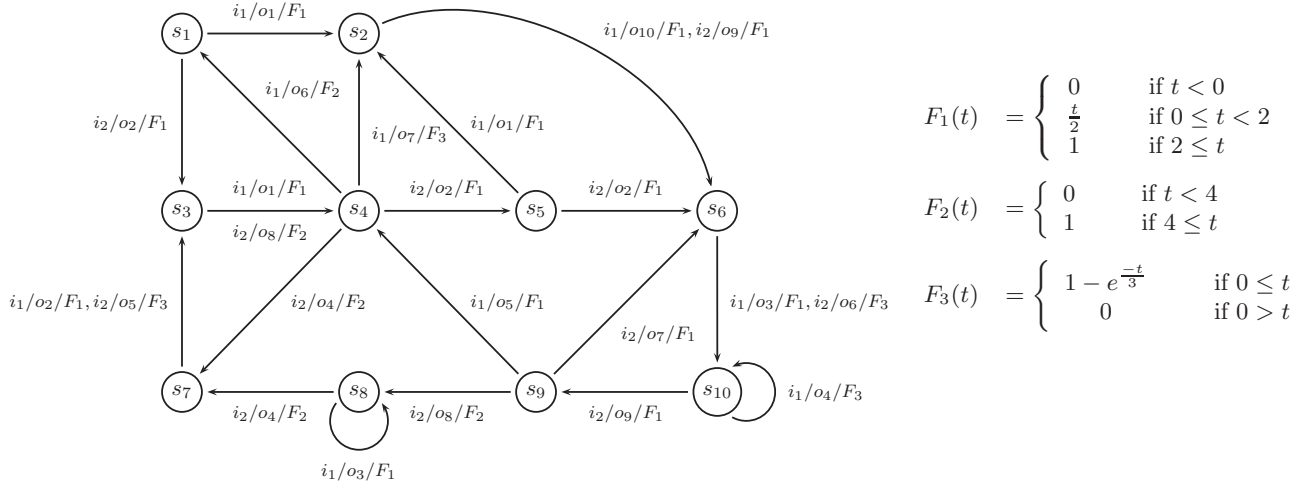 i₁/o₁/F₁
s₁
s₂
i₁/o₁₀/F₁, i₂/o₉/F₁
i₁/o₆/F₂
i₂/o₂/F₁
i₁/o₇/F₃
i₁/o₁/F₁
i₁/o₁/F₁
i₂/o₂/F₁
i₂/o₂/F₁
s₃
s₄
s₅
s₆
i₂/o₈/F₂
i₁/o₂/F₁, i₂/o₅/F₃
i₂/o₄/F₂
i₁/o₅/F₁
i₁/o₃/F₁, i₂/o₆/F₃
i₂/o₇/F₁
s₇
s₈
s₉
s₁₀
i₁/o₄/F₃
i₂/o₄/F₂
i₂/o₈/F₂
i₂/o₉/F₁
i₁/o₃/F₁
F₁(t) = { 0 if t < 0
t/2 if 0 ≤ t < 2
1 if 2 ≤ t
F₂(t) = { 0 if t < 4
1 if 4 ≤ t
F₃(t) = { 1 − e^(−t/3) if 0 ≤ t
0 if 0 > t